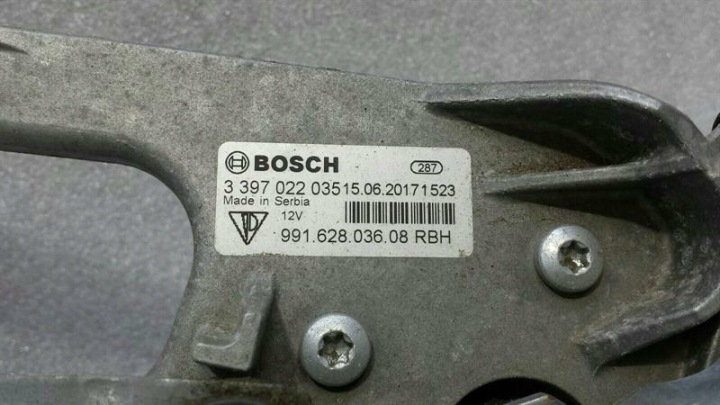 BOSCH 287
3 397 022 03515.06.20171523
Made in Serbia
12V
991.628.036.08 RBH